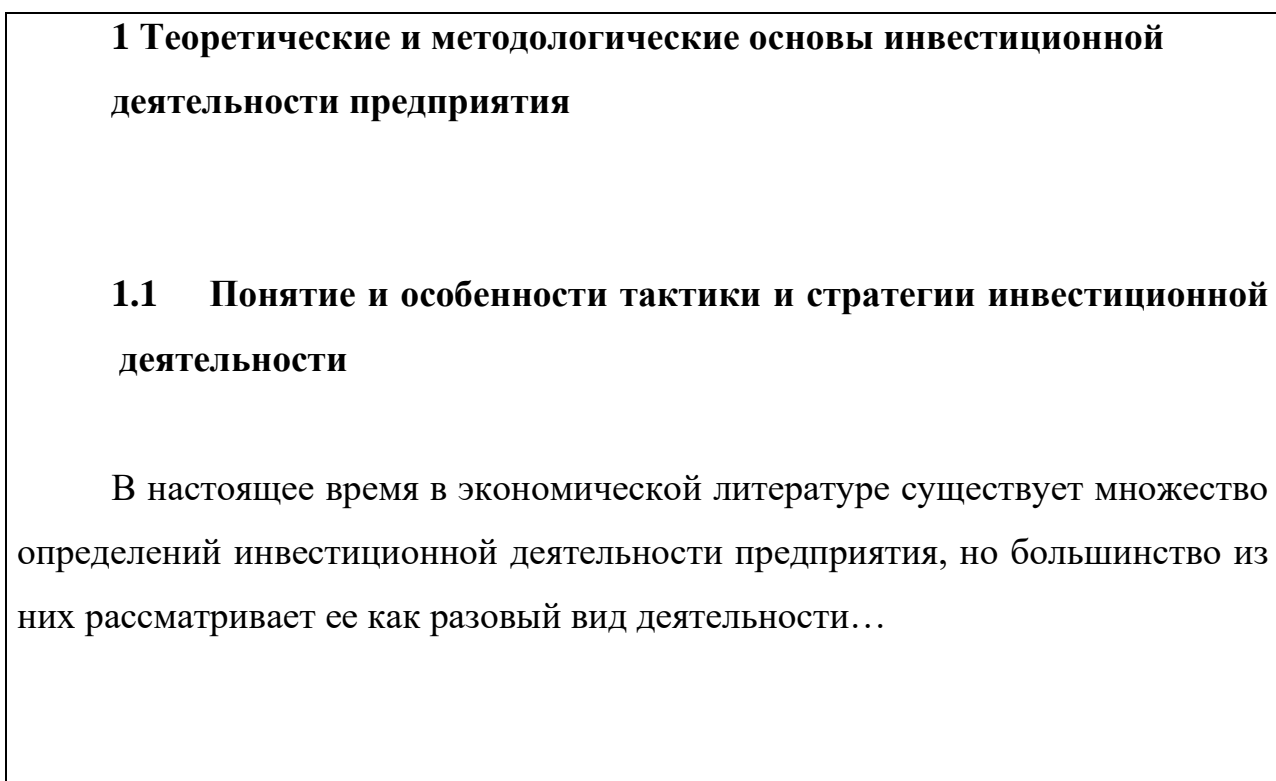 1 Теоретические и методологические основы инвестиционной
деятельности предприятия
1.1 Понятие и особенности тактики и стратегии инвестиционной
деятельности
В настоящее время в экономической литературе существует множество
определений инвестиционной деятельности предприятия, но большинство из
них рассматривает ее как разовый вид деятельности…